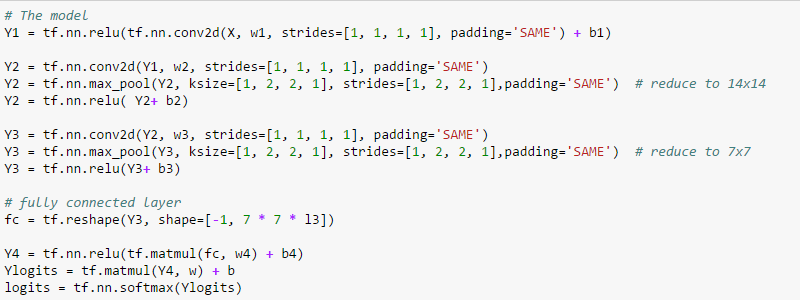 # The model
Y1 = tf.nn.relu(tf.nn.conv2d(X, w1, strides=[1, 1, 1, 1], padding='SAME') + b1)
Y2 = tf.nn.conv2d(Y1, w2, strides=[1, 1, 1, 1], padding='SAME')
Y2 = tf.nn.max_pool(Y2, ksize=[1, 2, 2, 1], strides=[1, 2, 2, 1],padding='SAME')  # reduce to 14x14
Y2 = tf.nn.relu( Y2+ b2)
Y3 = tf.nn.conv2d(Y2, w3, strides=[1, 1, 1, 1], padding='SAME')
Y3 = tf.nn.max_pool(Y3, ksize=[1, 2, 2, 1], strides=[1, 2, 2, 1],padding='SAME')  # reduce to 7x7
Y3 = tf.nn.relu(Y3+ b3)
# fully connected layer
fc = tf.reshape(Y3, shape=[-1, 7 * 7 * l3])
Y4 = tf.nn.relu(tf.matmul(fc, w4) + b4)
Ylogits = tf.matmul(Y4, w) + b
logits = tf.nn.softmax(Ylogits)